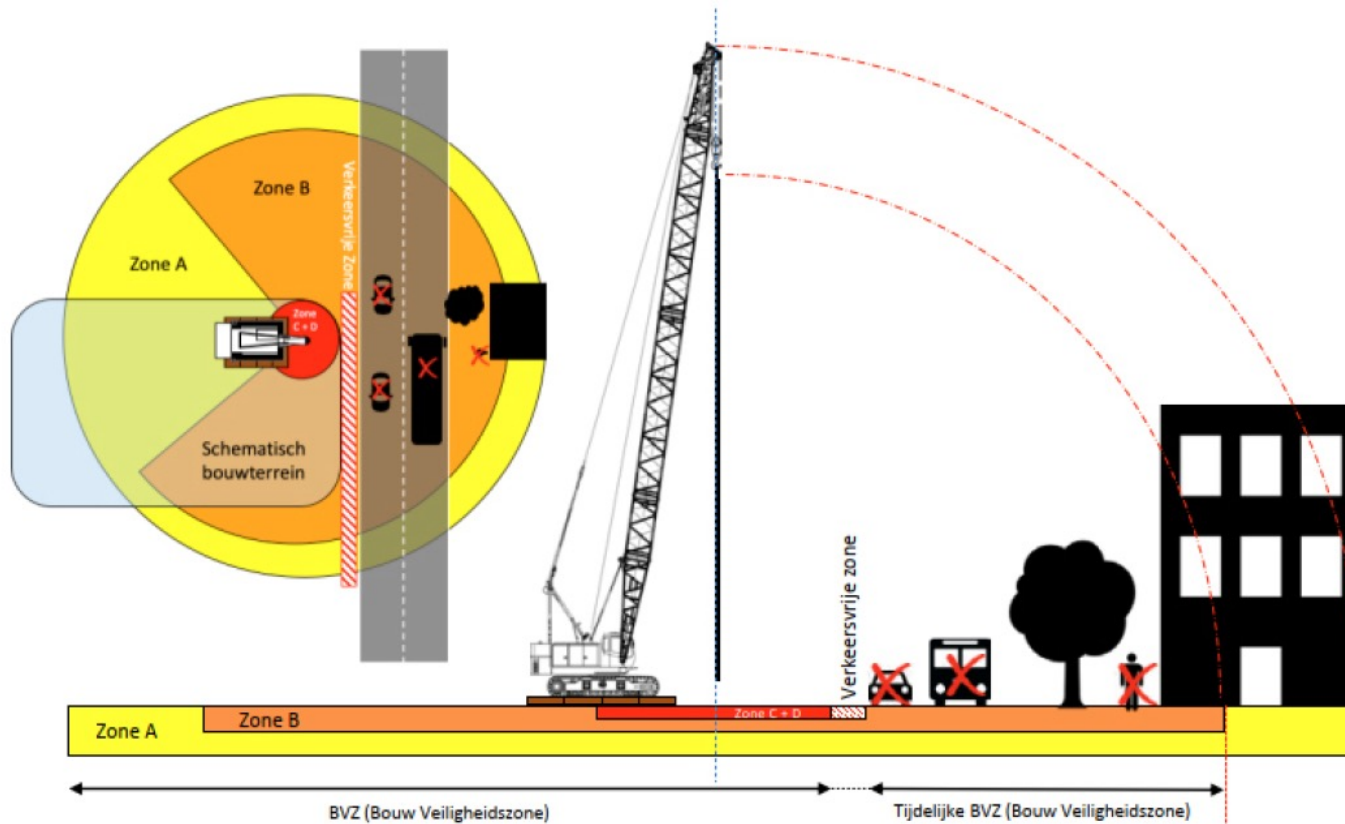 Zone B
Verkeersvrije Zone
Zone A
Zone
C + D
Schematisch
bouwterrein
Verkeersvrije zone
Zone C + D
Zone B
Zone A
BVZ (Bouw Veiligheidszone)
Tijdelijke BVZ (Bouw Veiligheidszone)